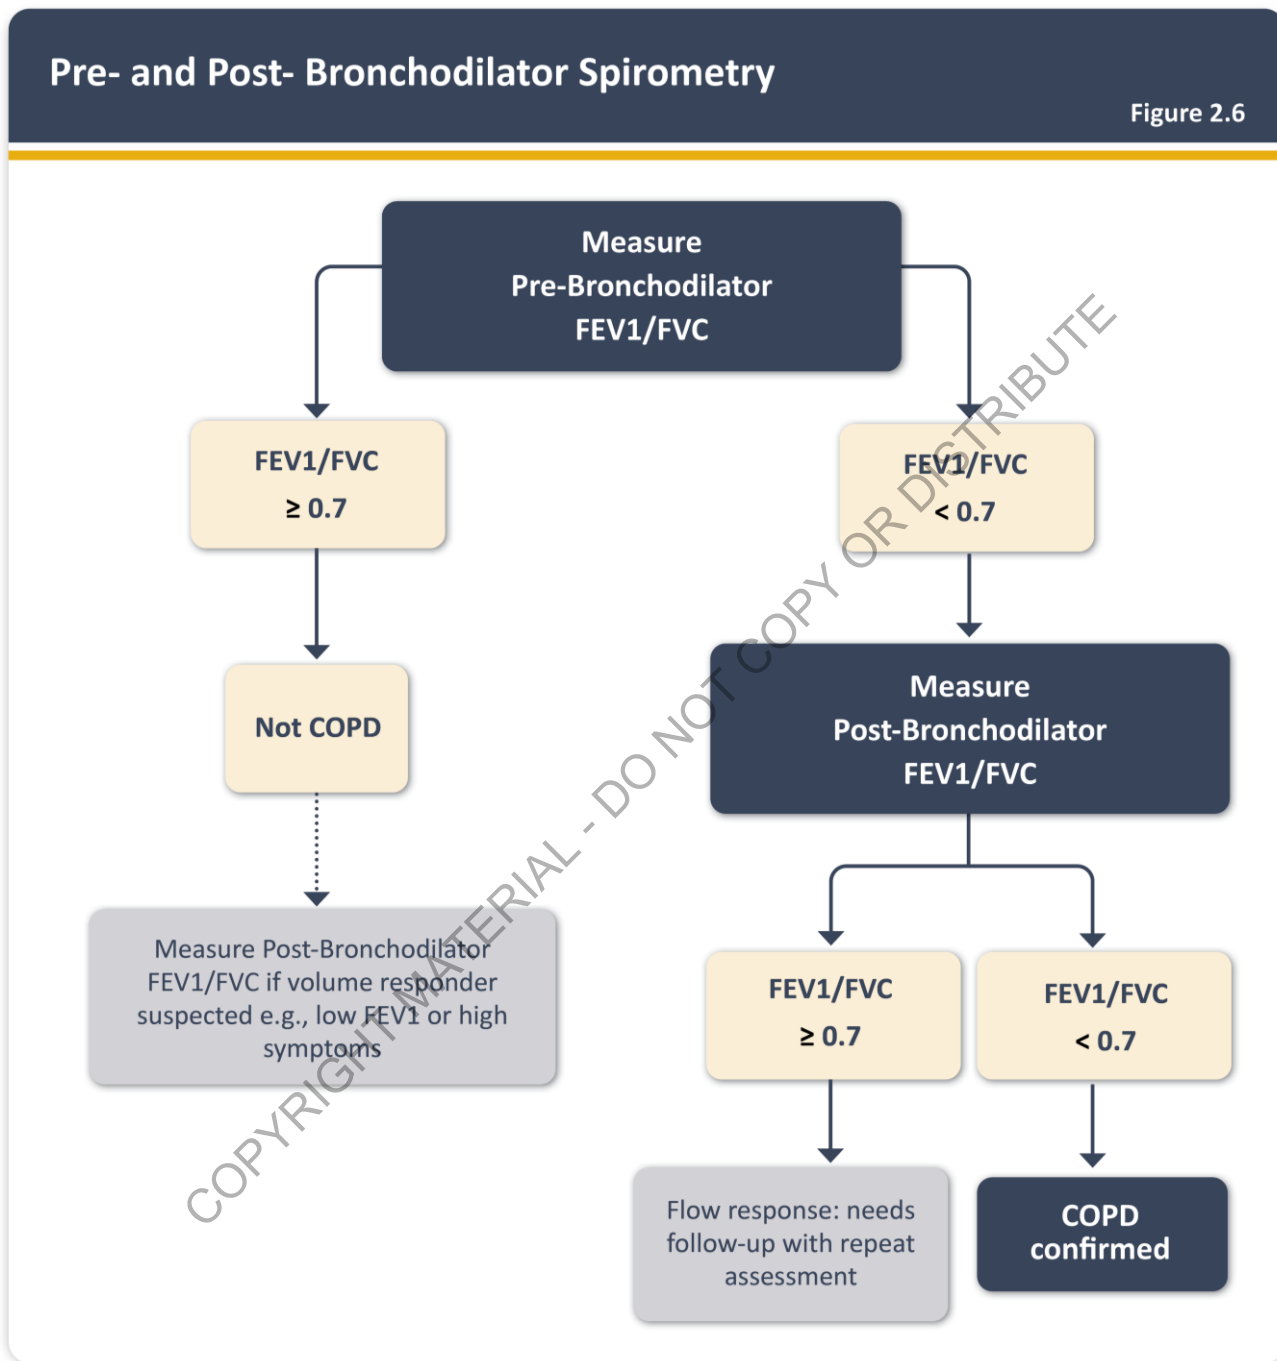 Pre- and Post- Bronchodilator Spirometry
Figure 2.6
Measure
Pre-Bronchodilator
FEV1/FVC
FEV1/FVC
≥ 0.7
FEV1/FVC
< 0.7
Not COPD
Measure
Post-Bronchodilator
FEV1/FVC
Measure Post-Bronchodilator
FEV1/FVC if volume responder
suspected e.g., low FEV1 or high
symptoms
FEV1/FVC
≥ 0.7
FEV1/FVC
< 0.7
Flow response: needs
follow-up with repeat
assessment
COPD
confirmed
COPYRIGHT MATERIAL - DO NOT COPY OR DISTRIBUTE